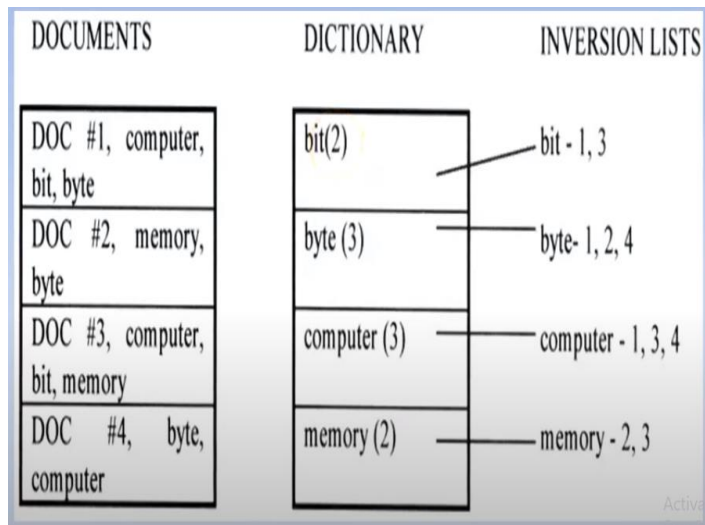 DOCUMENTS
DICTIONARY
INVERSION LISTS
DOC #1, computer,
bit, byte
DOC #2, memory,
byte
DOC #3, computer,
bit, memory
DOC #4, byte,
computer
bit(2)
byte (3)
computer (3)
memory (2)
bit - 1, 3
byte- 1, 2, 4
computer - 1, 3, 4
memory - 2, 3
Activa